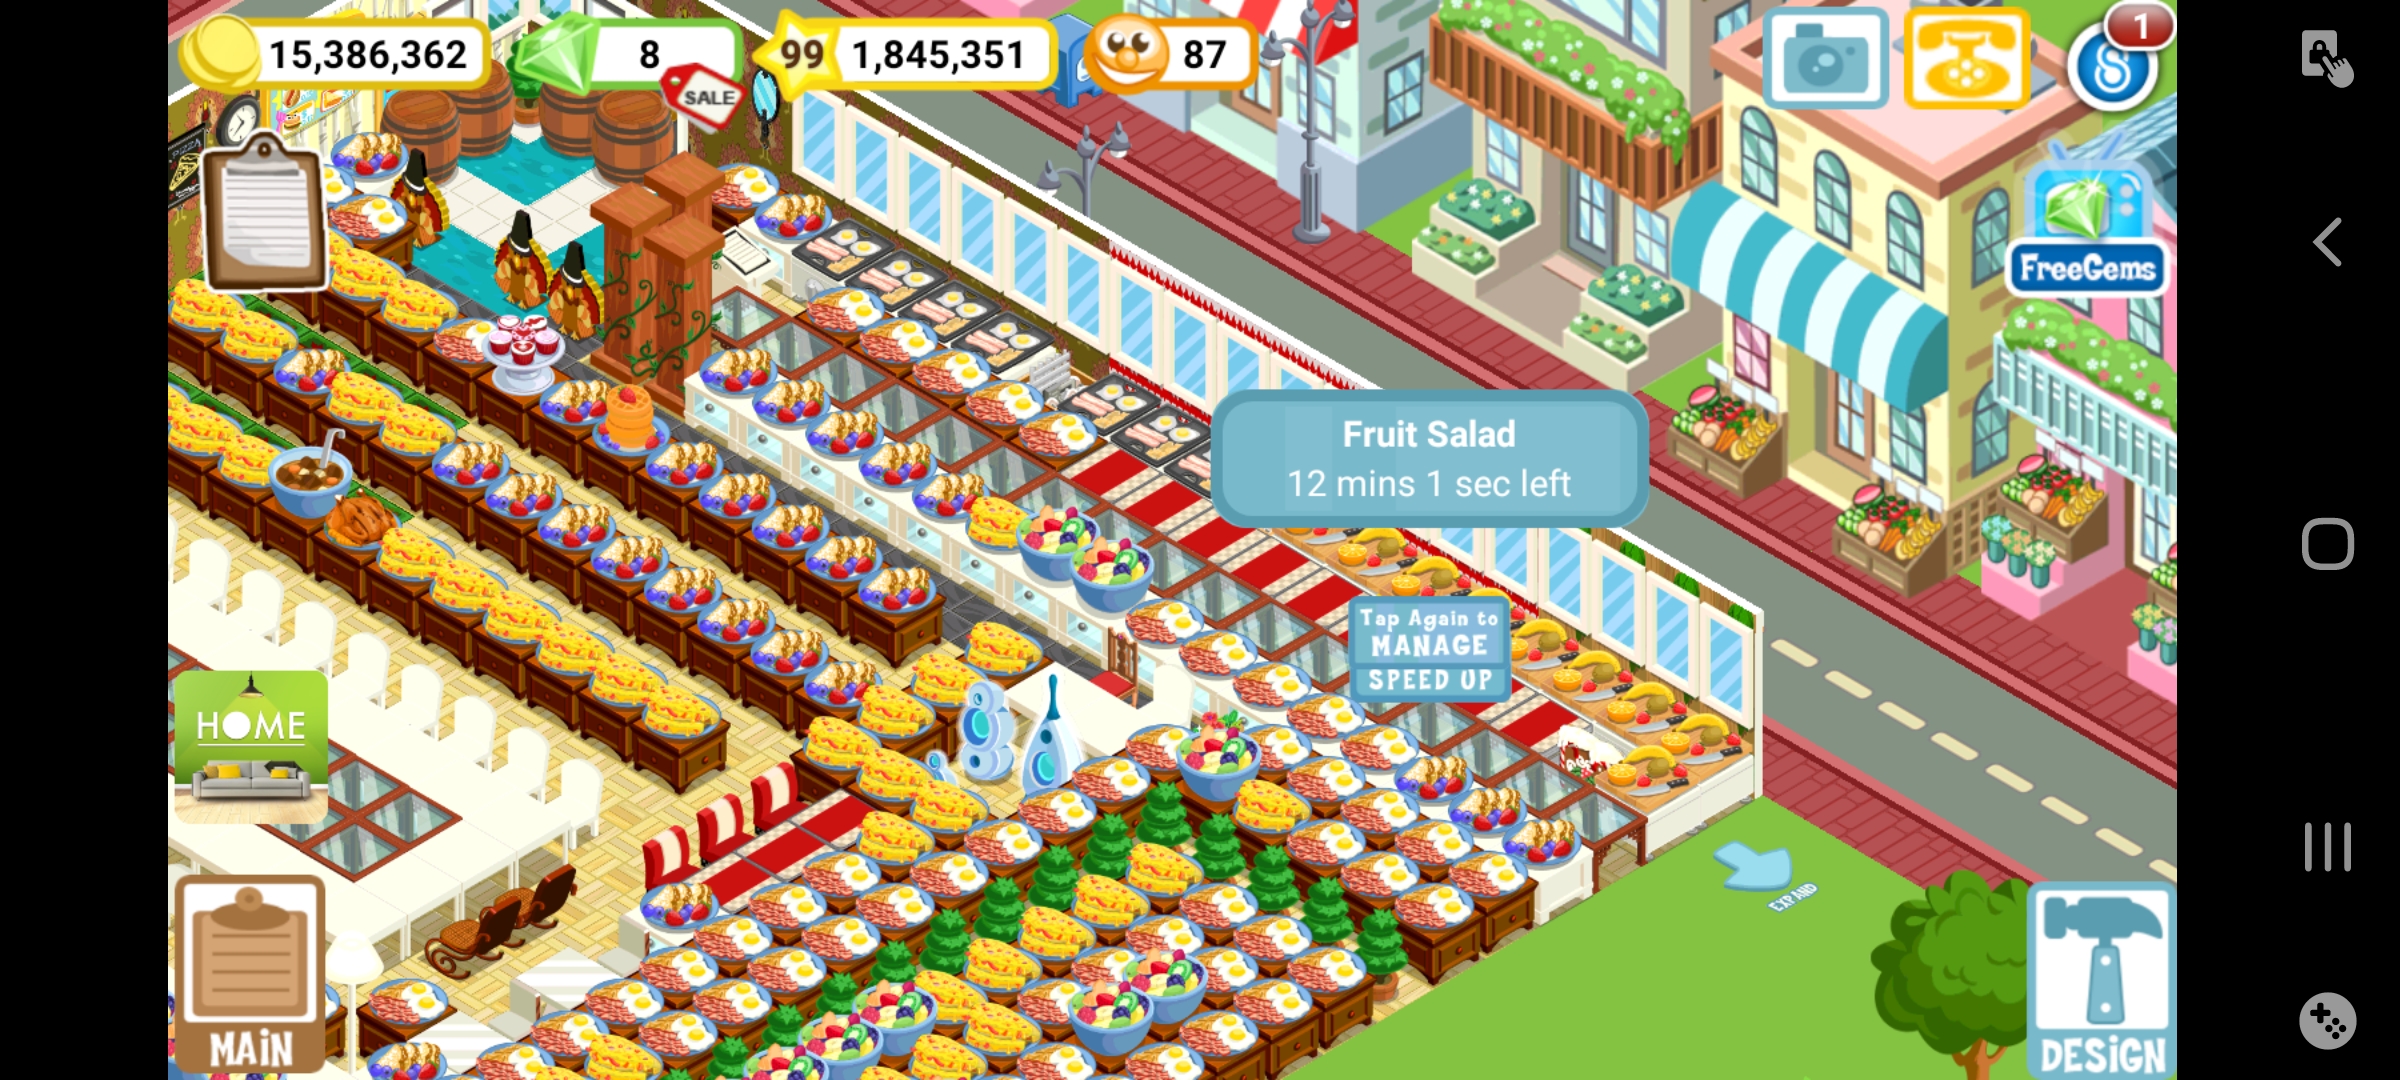 15,386,362
8
SALE
99
1,845,351
87
1
PIZZA
FreeGems
Fruit Salad
12 mins 1 sec left
Tap Again to
MANAGE
SPEED UP
HOME
EXPAND
MAiN
DESiGN